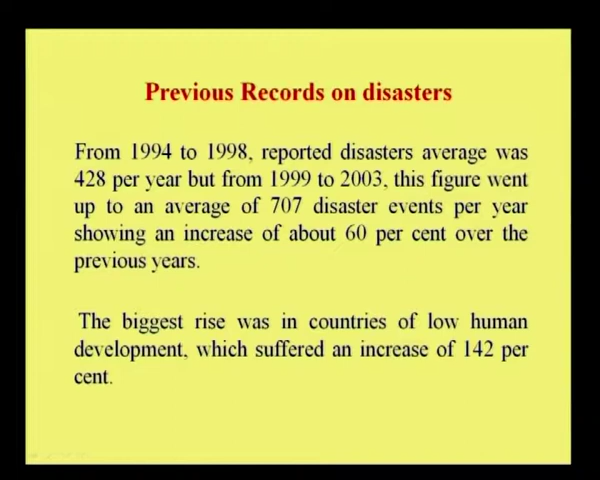 Previous Records on disasters
From 1994 to 1998, reported disasters average was
428 per year but from 1999 to 2003, this figure went
up to an average of 707 disaster events per year
showing an increase of about 60 per cent over the
previous years.
The biggest rise was in countries of low human
development, which suffered an increase of 142 per
cent.